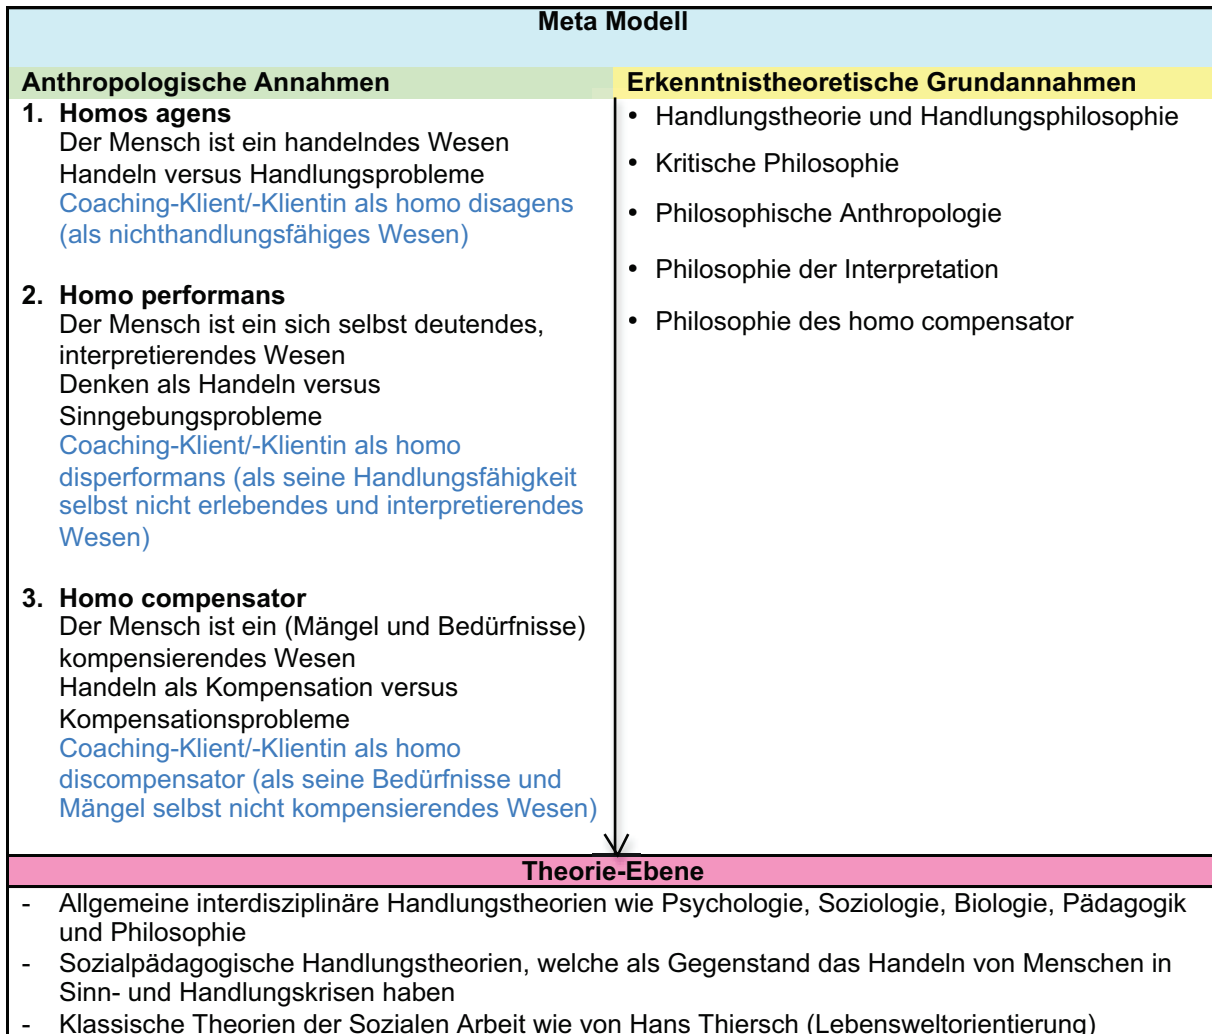 Meta Modell
Anthropologische Annahmen
1. Homos agens
Der Mensch ist ein handelndes Wesen
Handeln versus Handlungsprobleme
Coaching-Klient/-Klientin als homo disagens
(als nichthandlungsfähiges Wesen)
2. Homo performans
Der Mensch ist ein sich selbst deutendes,
interpretierendes Wesen
Denken als Handeln versus
Sinngebungsprobleme
Coaching-Klient/-Klientin als homo
disperformans (als seine Handlungsfähigkeit
selbst nicht erlebendes und interpretierendes
Wesen)
3. Homo compensator
Der Mensch ist ein (Mängel und Bedürfnisse)
kompensierendes Wesen
Handeln als Kompensation versus
Kompensationsprobleme
Coaching-Klient/-Klientin als homo
discompensator (als seine Bedürfnisse und
Mängel selbst nicht kompensierendes Wesen)
Erkenntnistheoretische Grundannahmen
• Handlungstheorie und Handlungsphilosophie
• Kritische Philosophie
• Philosophische Anthropologie
• Philosophie der Interpretation
• Philosophie des homo compensator
Theorie-Ebene
- Allgemeine interdisziplinäre Handlungstheorien wie Psychologie, Soziologie, Biologie, Pädagogik
und Philosophie
- Sozialpädagogische Handlungstheorien, welche als Gegenstand das Handeln von Menschen in
Sinn- und Handlungskrisen haben
- Klassische Theorien der Sozialen Arbeit wie von Hans Thiersch (Lebensweltorientierung)